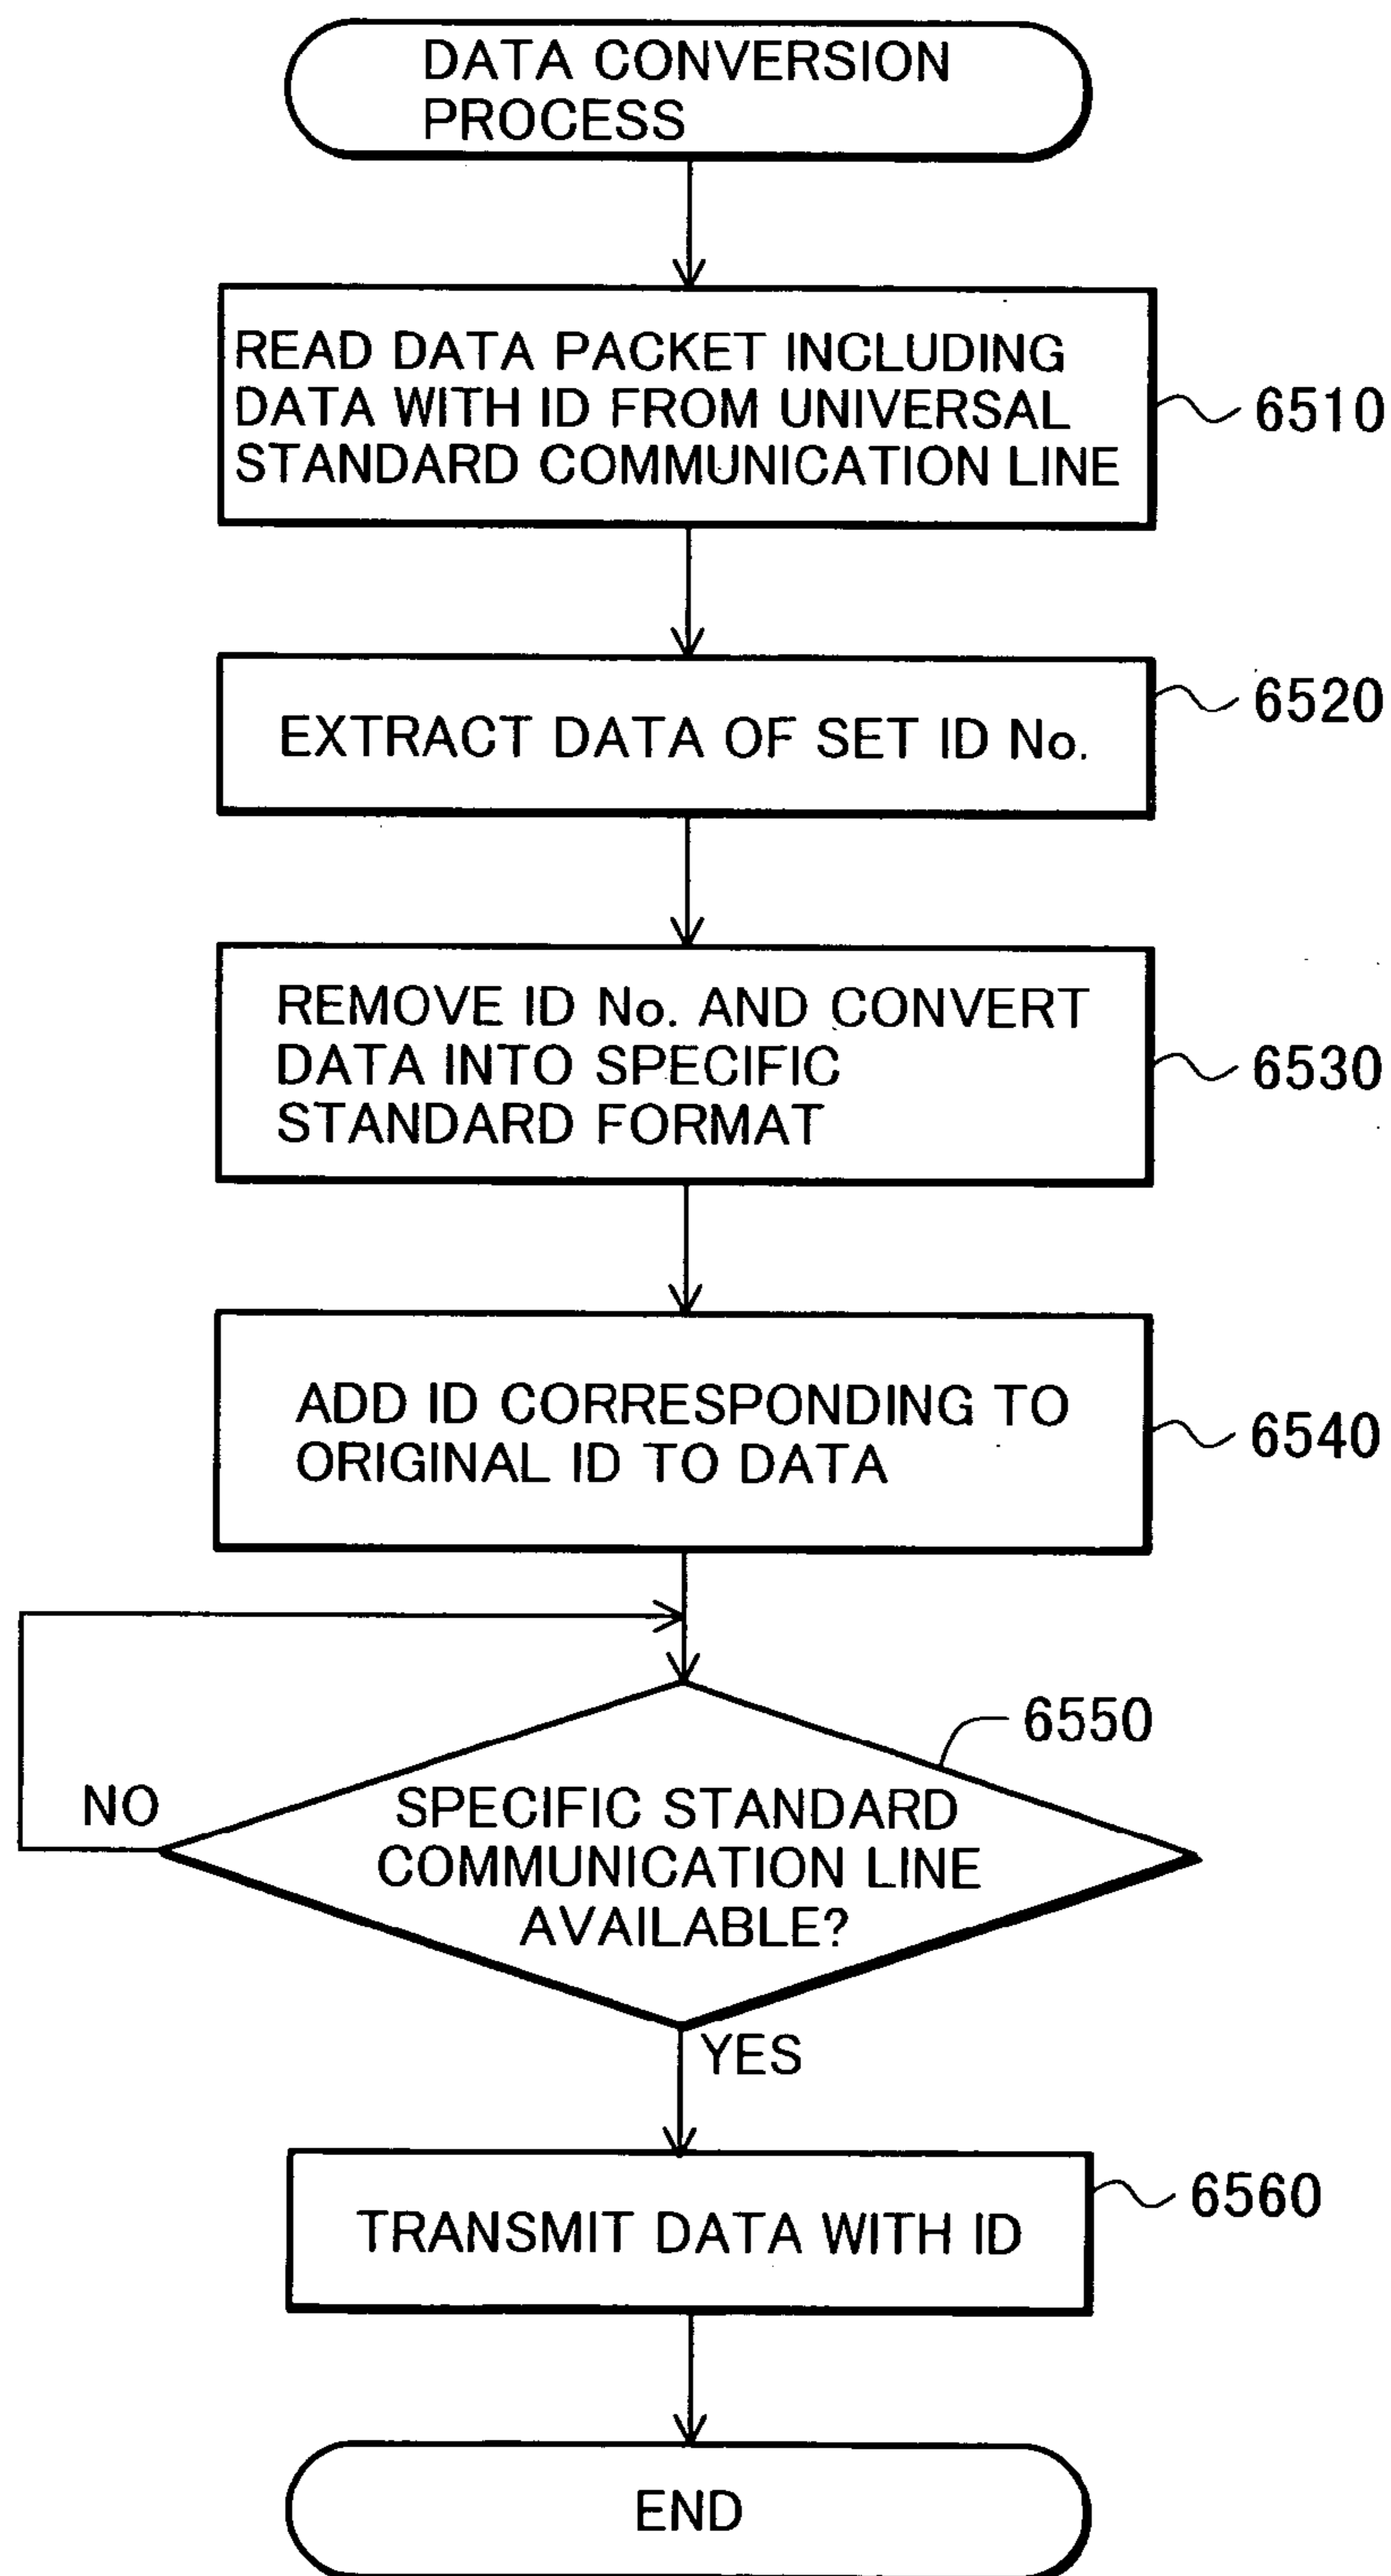 DATA CONVERSION
PROCESS
READ DATA PACKET INCLUDING
DATA WITH ID FROM UNIVERSAL
STANDARD COMMUNICATION LINE
6510
EXTRACT DATA OF SET ID No.
6520
REMOVE ID No. AND CONVERT
DATA INTO SPECIFIC
STANDARD FORMAT
6530
ADD ID CORRESPONDING TO
ORIGINAL ID TO DATA
6540
6550
NO
SPECIFIC STANDARD
COMMUNICATION LINE
AVAILABLE?
YES
TRANSMIT DATA WITH ID
6560
END